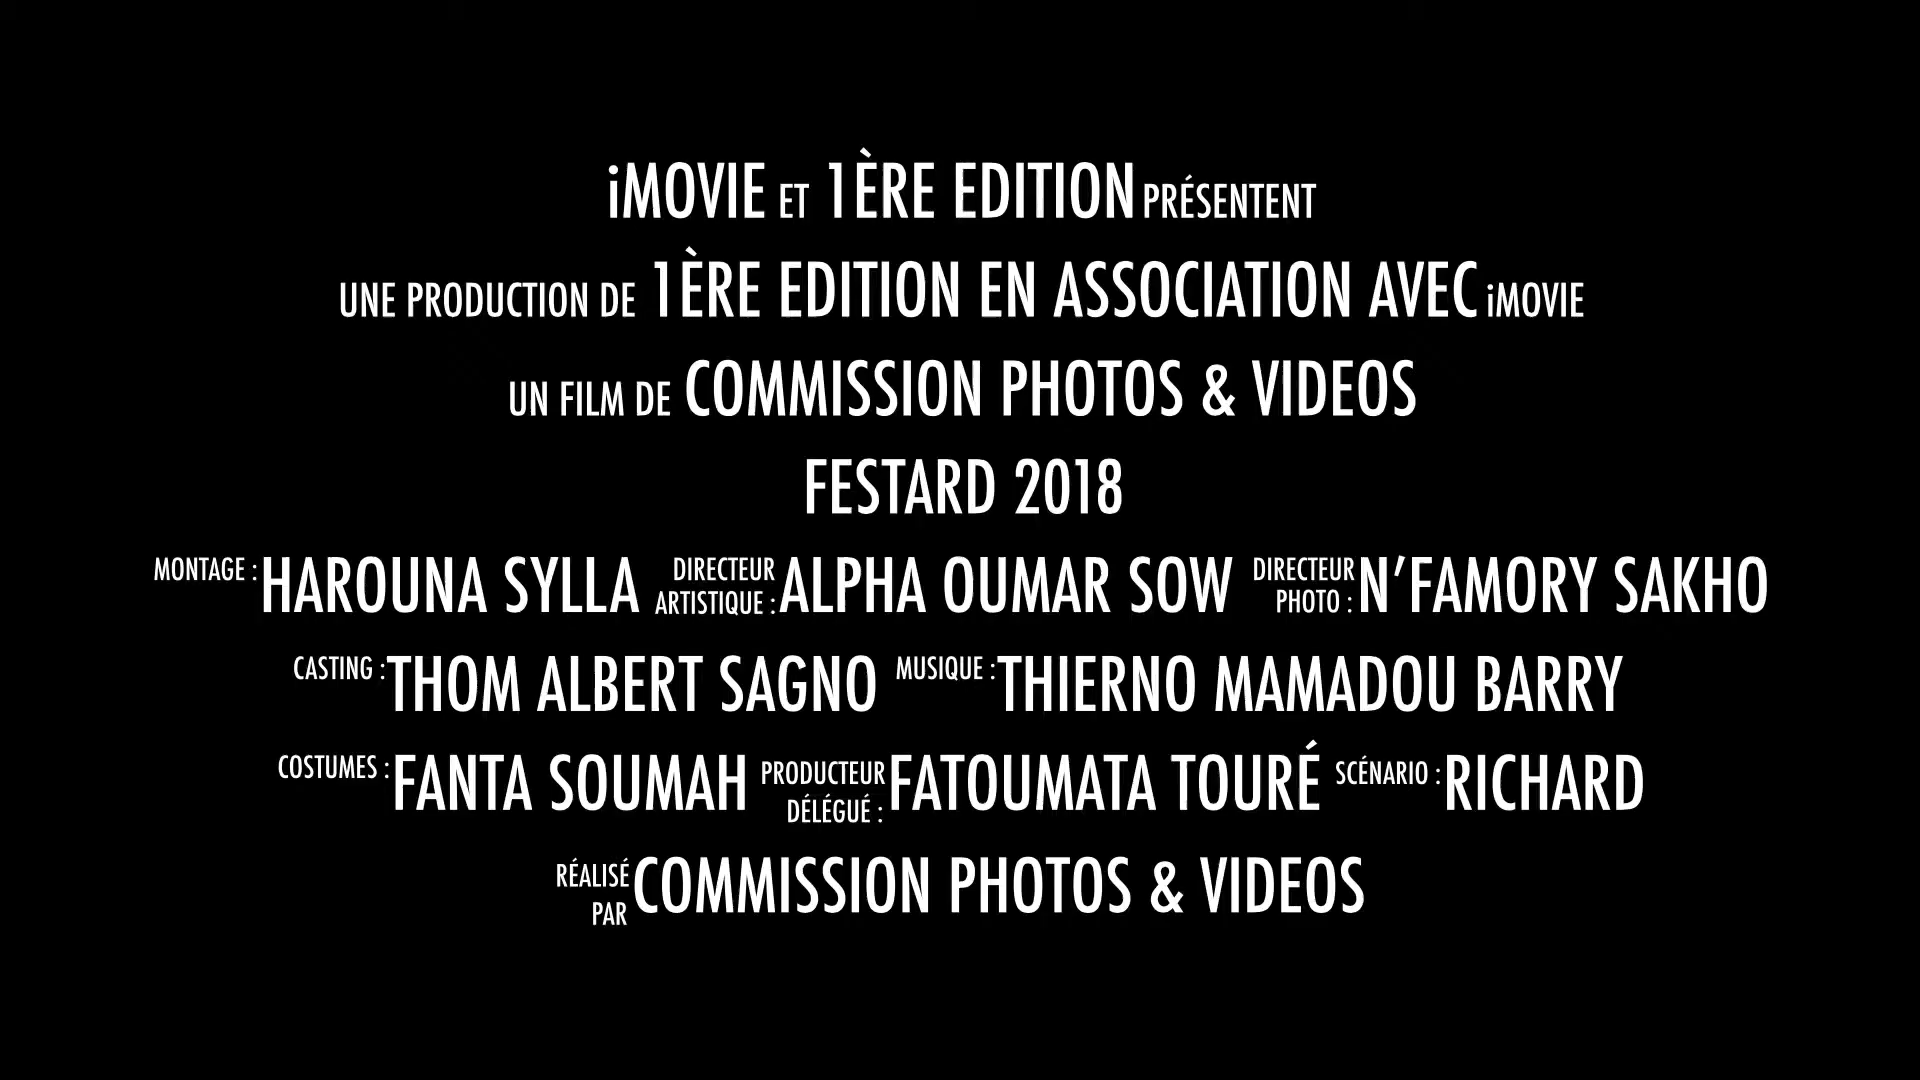 iMOVIE ET 1ÈRE EDITION PRÉSENTENT
UNE PRODUCTION DE 1ÈRE EDITION EN ASSOCIATION AVEC iMOVIE
UN FILM DE COMMISSION PHOTOS & VIDEOS
FESTARD 2018
MONTAGE : HAROUNA SYLLA DIRECTEUR ARTISTIQUE : ALPHA OUMAR SOW DIRECTEUR PHOTO : N’FAMORY SAKHO
CASTING : THOM ALBERT SAGNO MUSIQUE : THIERNO MAMADOU BARRY
COSTUMES : FANTA SOUMAH PRODUCTEUR DÉLÉGUÉ : FATOUMATA TOURÉ SCÉNARIO : RICHARD
RÉALISÉ PAR COMMISSION PHOTOS & VIDEOS